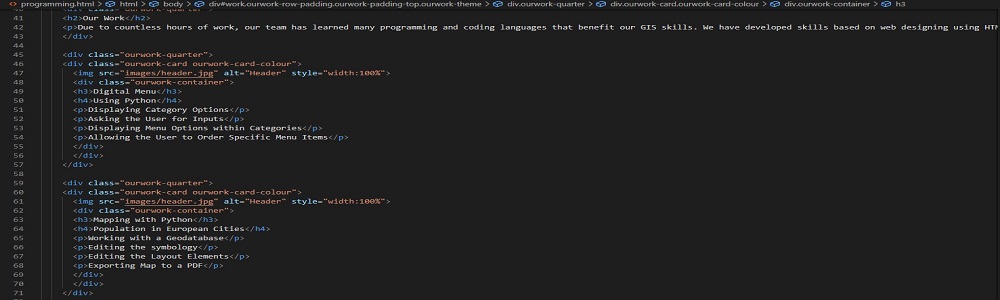 programming.html > html > body > div#work.ourwork-row-padding.ourwork-padding-top.ourwork-theme > div.ourwork-quarter > div.ourwork-card.ourwork-card-colour > div.ourwork-container > h3
41 <h2>Our Work</h2>
42 <p>Due to countless hours of work, our team has learned many programming and coding languages that benefit our GIS skills. We have developed skills based on web designing using HTM
43 </div>
44
45 <div class="ourwork-quarter">
46 <div class="ourwork-card ourwork-card-colour">
47 <img src="images/header.jpg" alt="Header" style="width:100%">
48 <div class="ourwork-container">
49 <h3>Digital Menu</h3>
50 <h4>Using Python</h4>
51 <p>Displaying Category Options</p>
52 <p>Asking the User for Inputs</p>
53 <p>Displaying Menu Options within Categories</p>
54 <p>Allowing the User to Order Specific Menu Items</p>
55 </div>
56 </div>
57 </div>
58
59 <div class="ourwork-quarter">
60 <div class="ourwork-card ourwork-card-colour">
61 <img src="images/header.jpg" alt="Header" style="width:100%">
62 <div class="ourwork-container">
63 <h3>Mapping with Python</h3>
64 <h4>Population in European Cities</h4>
65 <p>Working with a Geodatabase</p>
66 <p>Editing the symbology</p>
67 <p>Editing the Layout Elements</p>
68 <p>Exporting Map to a PDF</p>
69 </div>
70 </div>
71 </div>